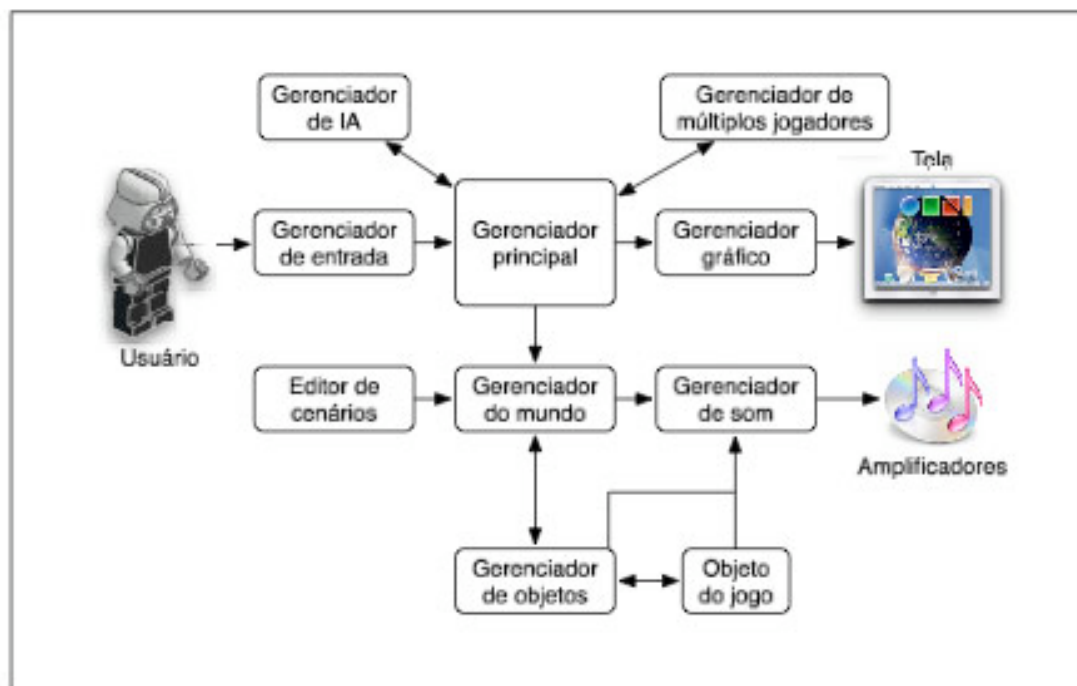 Gerenciador
de IA
Gerenciador de
múltiplos jogadores
Tela
Gerenciador
de entrada
Gerenciador
principal
Gerenciador
gráfico
Usuário
Editor de
cenários
Gerenciador
do mundo
Gerenciador
de som
Amplificadores
Gerenciador
de objetos
Objeto
do jogo